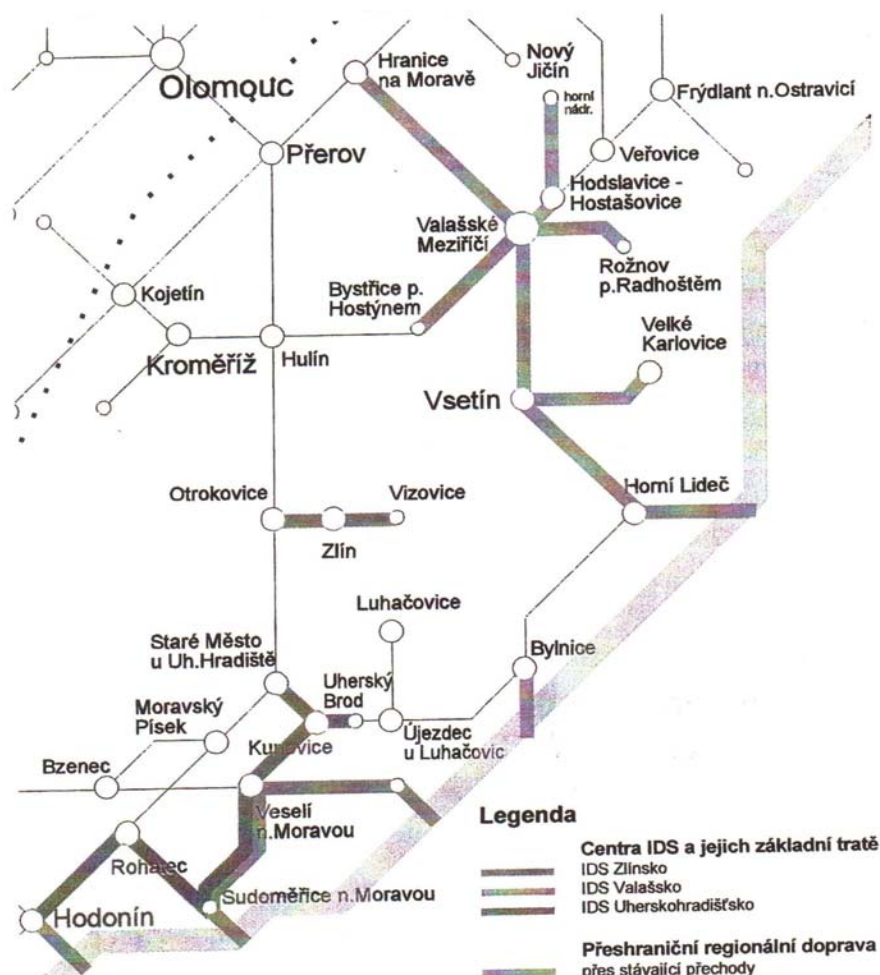 Olomouc
Hranice
na Moravě
Nový
Jičín
horní
nádr.
Frýdlant n.Ostravicí
Přerov
Veřovice
Hodslavice -
Hostašovice
Valašské
Meziříčí
Rožnov
p.Radhoštěm
Kojetín
Bystřice p.
Hostýnem
Velké
Karlovice
Kroměříž
Hulín
Vsetín
Otrokovice
Vizovice
Zlín
Horní Lideč
Luhačovice
Staré Město
u Uh.Hradiště
Bylnice
Uherský
Brod
Moravský
Písek
Kunovice
Újezdec
u Luhačovic
Bzenec
Veselí
n.Moravou
Rohatec
Sudoměřice n.Moravou
Hodonín
Legenda
Centra IDS a jejich základní tratě
IDS Zlínsko
IDS Valašsko
IDS Uherskohradišťsko
Přeshraniční regionální doprava
přes stávající přechody